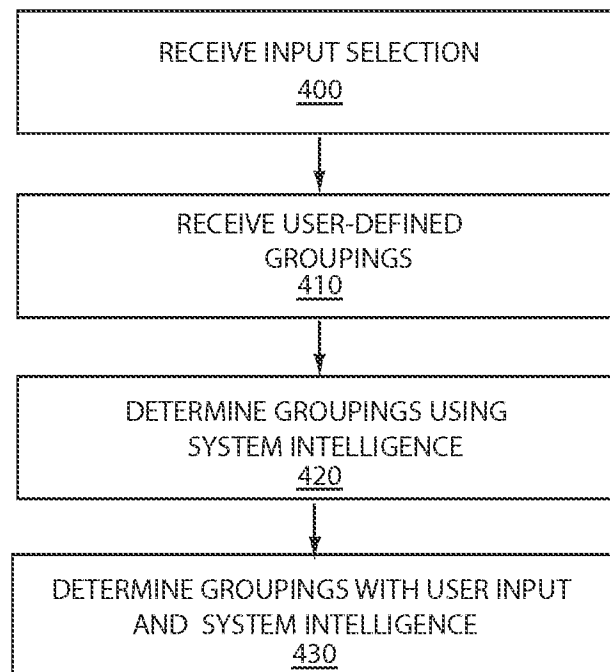 RECEIVE INPUT SELECTION
400
RECEIVE USER-DEFINED
GROUPINGS
410
DETERMINE GROUPINGS USING
SYSTEM INTELLIGENCE
420
DETERMINE GROUPINGS WITH USER INPUT
AND SYSTEM INTELLIGENCE
430